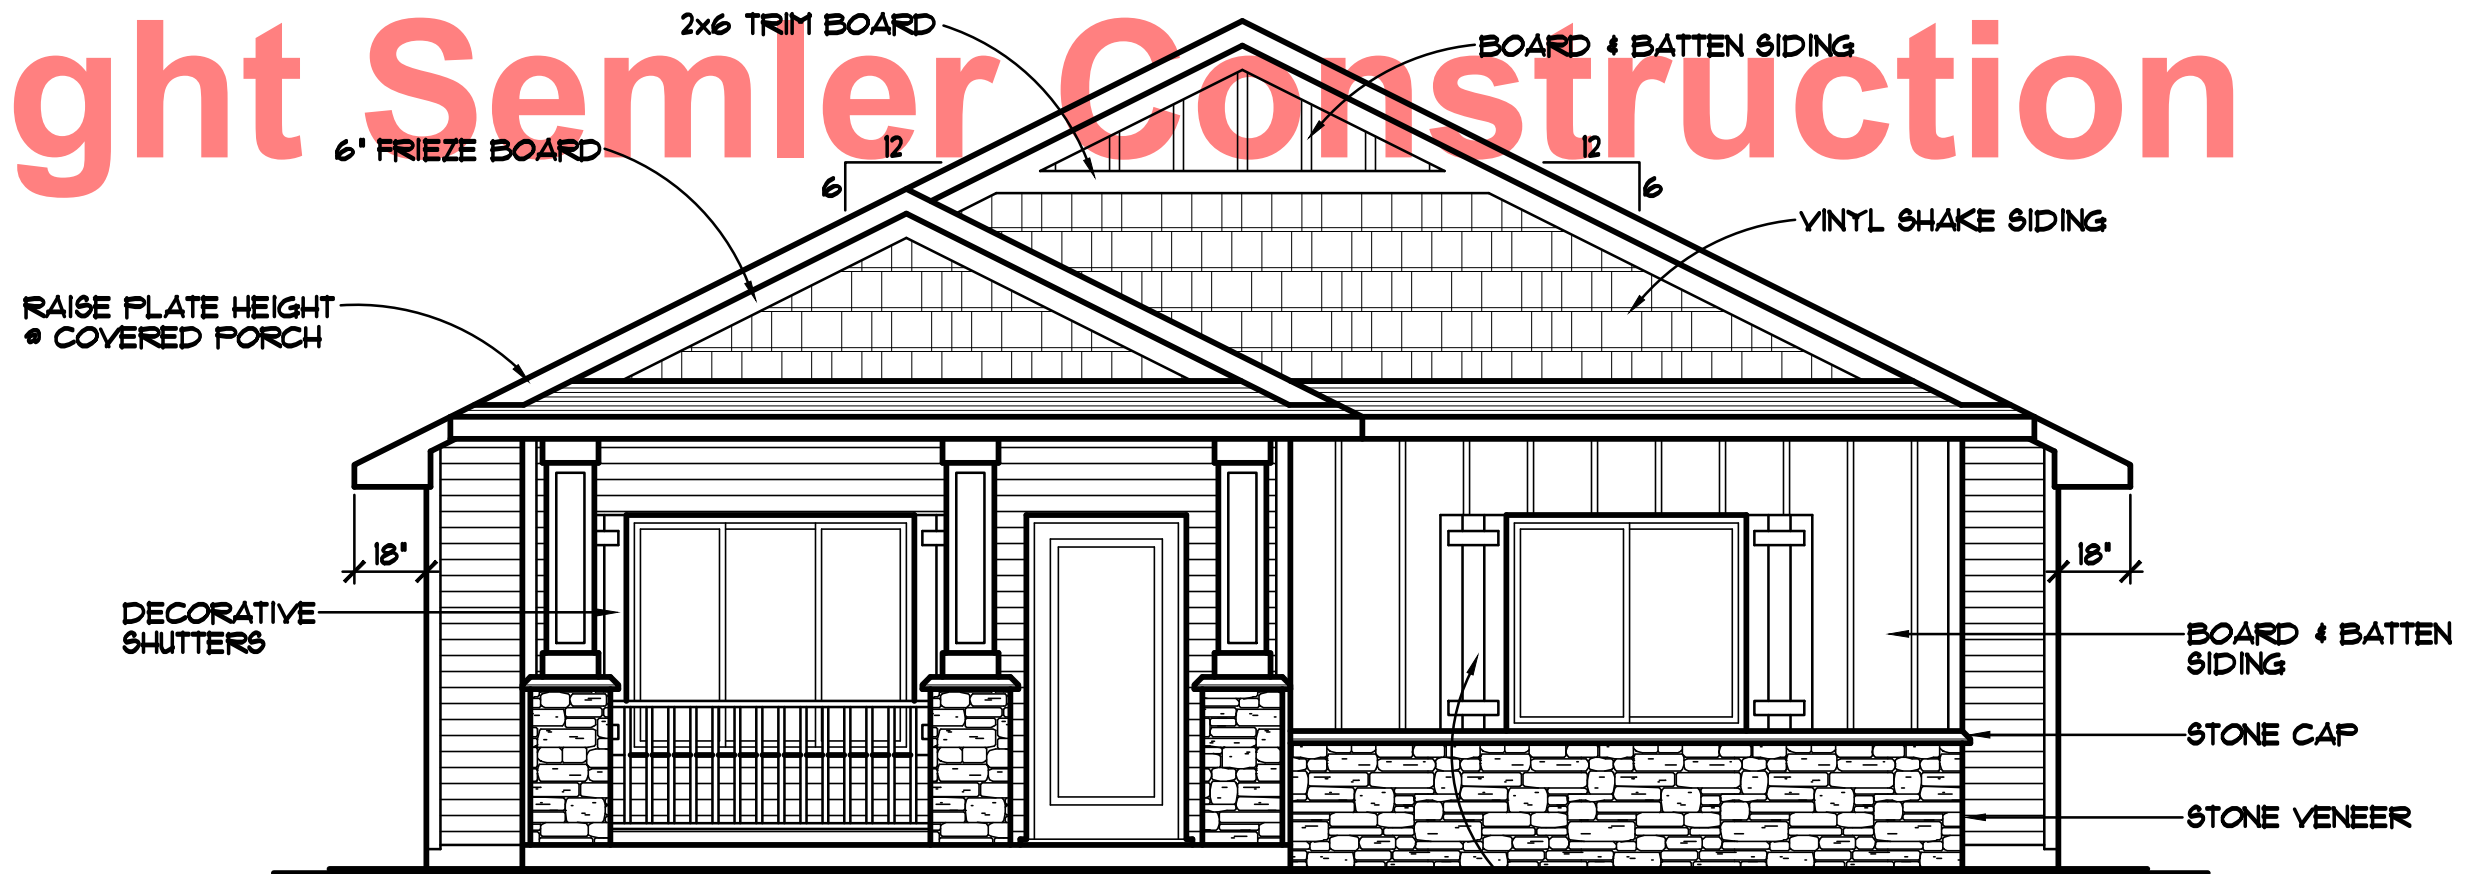 ght Semler Construction
2x6 TRIM BOARD
BOARD & BATTEN SIDING
6" FRIEZE BOARD
12
6
12
6
VINYL SHAKE SIDING
RAISE PLATE HEIGHT
@ COVERED PORCH
18"
18"
DECORATIVE
SHUTTERS
BOARD & BATTEN
SIDING
STONE CAP
STONE VENEER